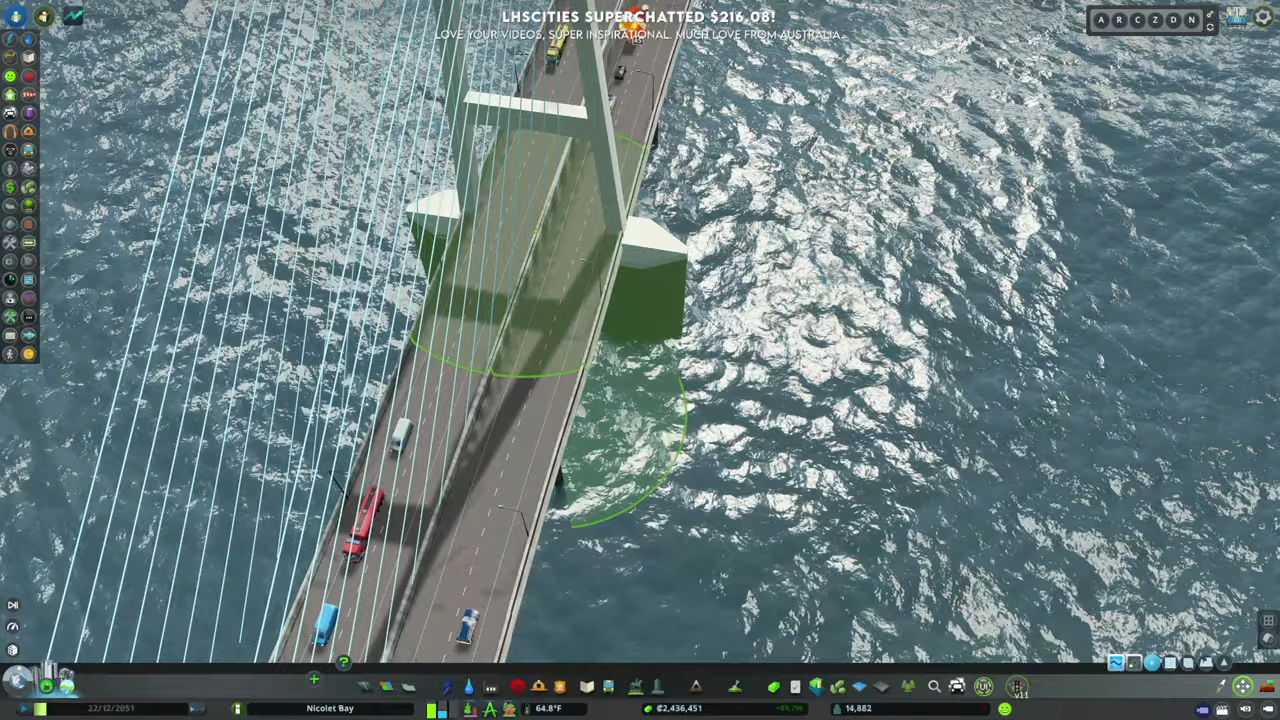 LHSCITIES SUPERCHATTED $216.08!
LOVE YOUR VIDEOS, SUPER INSPIRATIONAL. MUCH LOVE FROM AUSTRALIA
A R C Z D N
V11
22/12/2051
Nicolet Bay
64.8°F
₡2,436,451
14,882